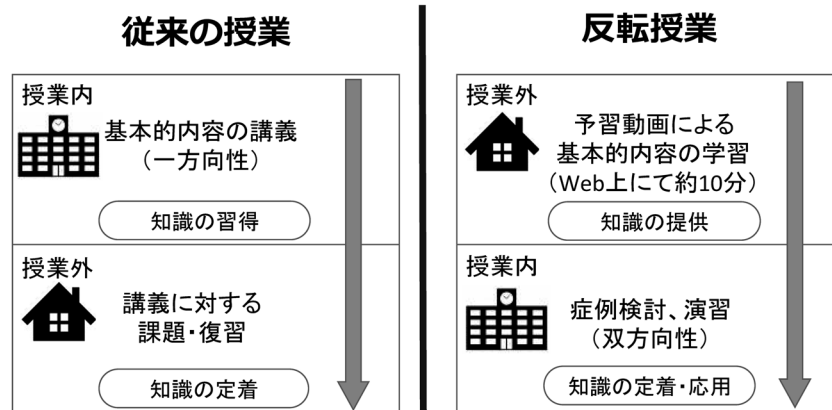 従来の授業
授業内
基本的内容の講義
（一方向性）
知識の習得
授業外
講義に対する
課題・復習
知識の定着
反転授業
授業外
予習動画による
基本的内容の学習
（Web上にて約10分）
知識の提供
授業内
症例検討、演習
（双方向性）
知識の定着・応用